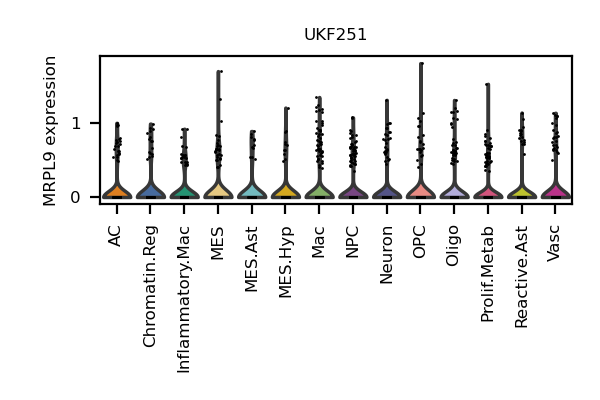 UKF251
MRPL9 expression
1
0
AC
Chromatin.Reg
Inflammatory.Mac
MES
MES.Ast
MES.Hyp
Mac
NPC
Neuron
OPC
Oligo
Prolif.Metab
Reactive.Ast
Vasc